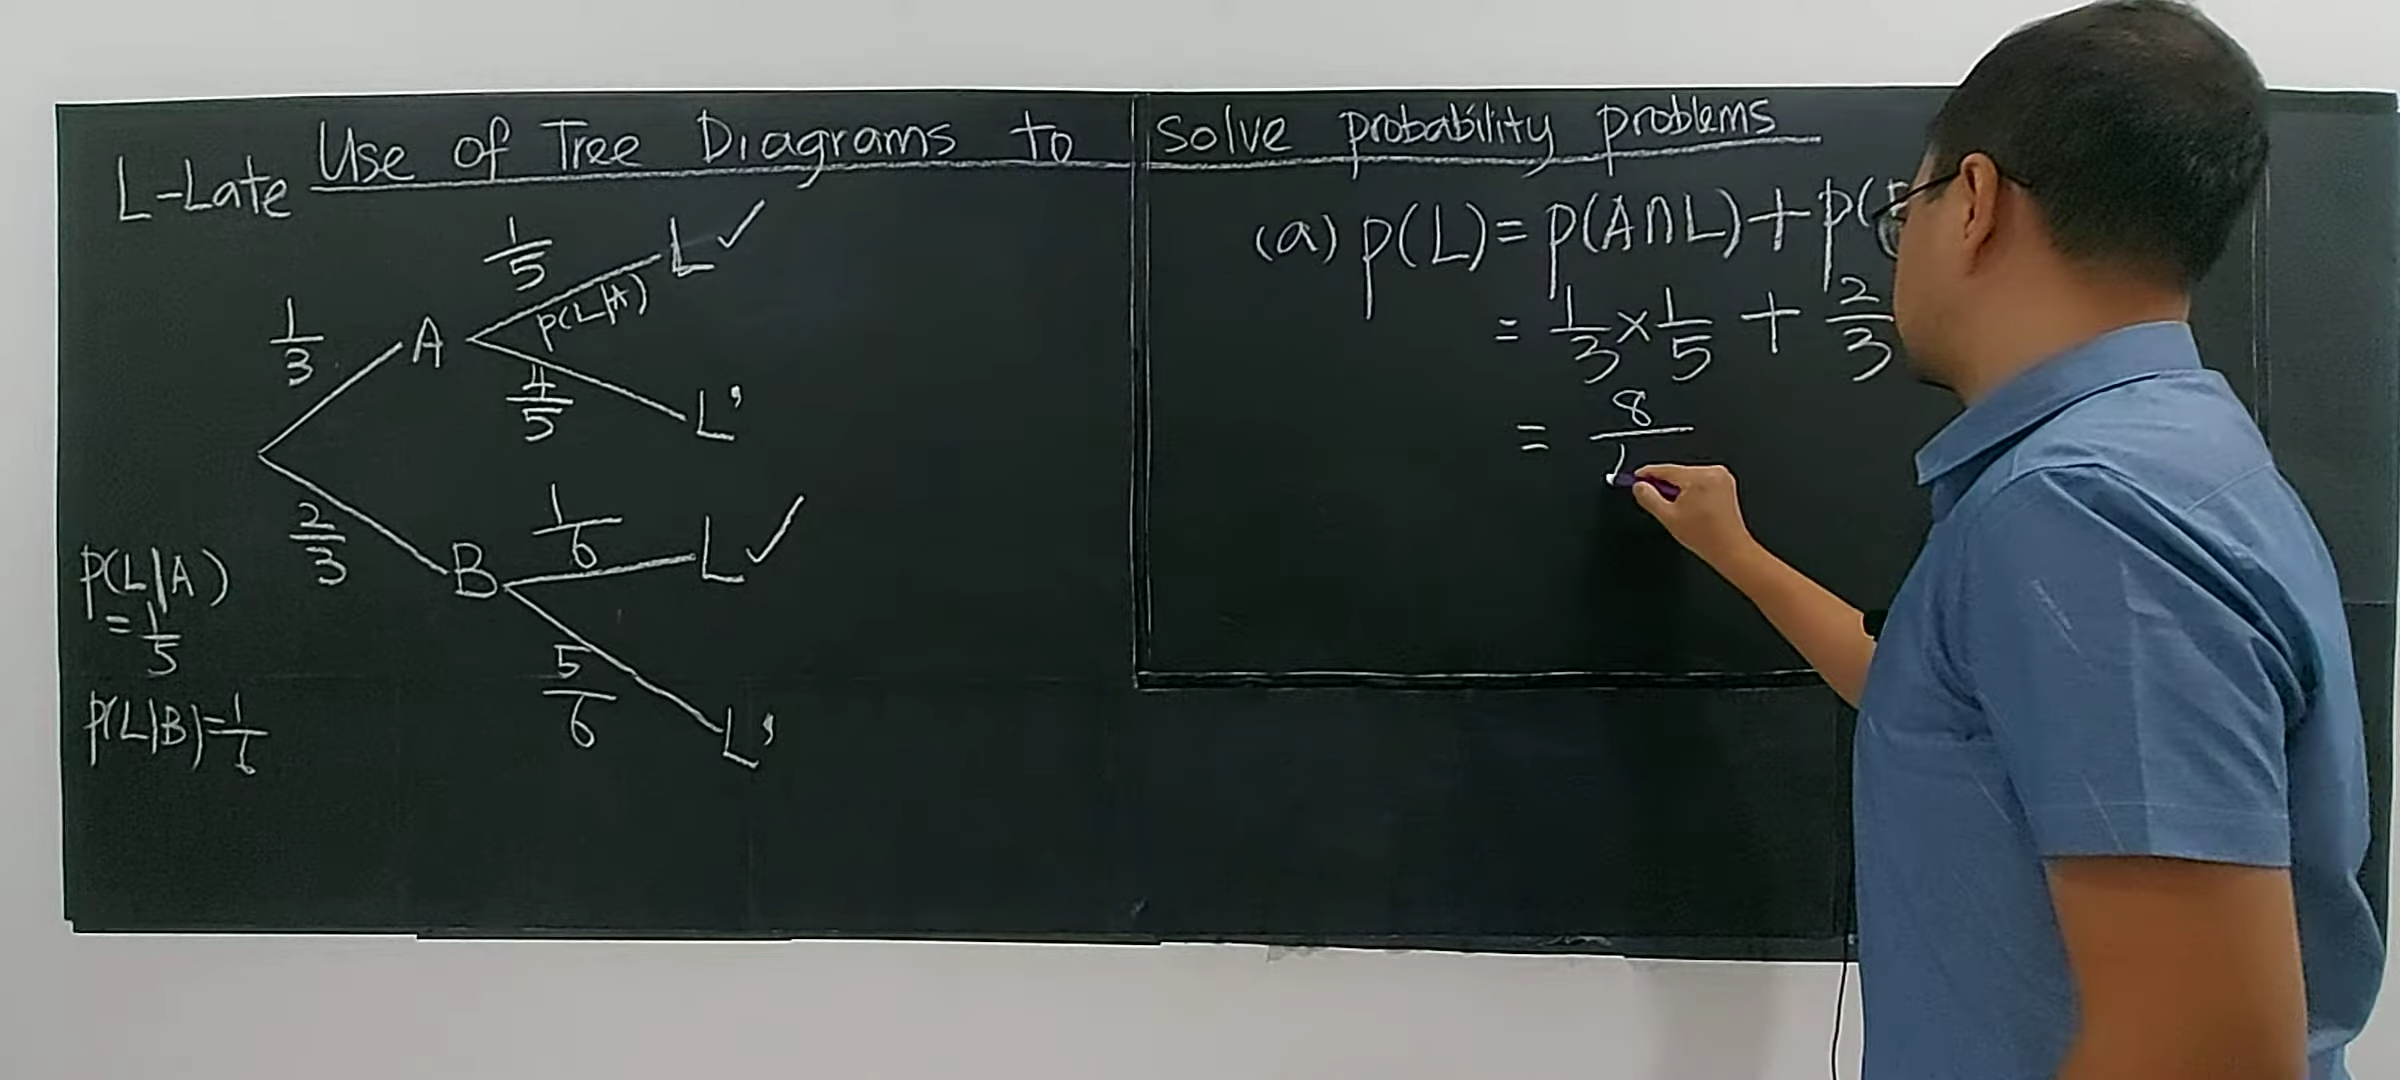 Use of Tree Diagrams to solve probability problems
L-Late
1/3
A
1/5
L ✓
P(L|A)
4/5
L'
2/3
B
1/6
L ✓
5/6
L'
P(L|A)
= 1/5
P(L|B) = 1/6
(a) P(L) = P(A∩L) + P(
= 1/3 × 1/5 + 2/3
= 8/1